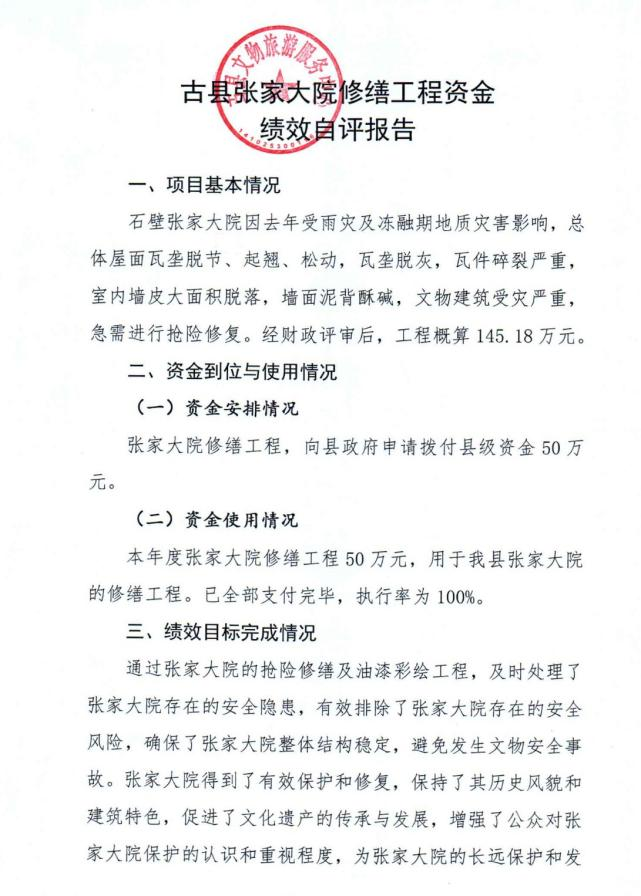 古县张家大院修缮工程资金
绩效自评报告
一、项目基本情况
石壁张家大院因去年受雨灾及冻融期地质灾害影响，总
体屋面瓦垄脱节、起翘、松动，瓦垄脱灰，瓦件碎裂严重，
室内墙皮大面积脱落，墙面泥背酥碱，文物建筑受灾严重，
急需进行抢险修复。经财政评审后，工程概算 145.18 万元。
二、资金到位与使用情况
（一）资金安排情况
张家大院修缮工程，向县政府申请拨付县级资金 50 万
元。
（二）资金使用情况
本年度张家大院修缮工程 50 万元，用于我县张家大院
的修缮工程。已全部支付完毕，执行率为 100%。
三、绩效目标完成情况
通过张家大院的抢险修缮及油漆彩绘工程，及时处理了
张家大院存在的安全隐患，有效排除了张家大院存在的安全
风险，确保了张家大院整体结构稳定，避免发生文物安全事
故。张家大院得到了有效保护和修复，保持了其历史风貌和
建筑特色，促进了文化遗产的传承与发展，增强了公众对张
家大院保护的认识和重视程度，为张家大院的长远保护和发
古县文物旅游服务